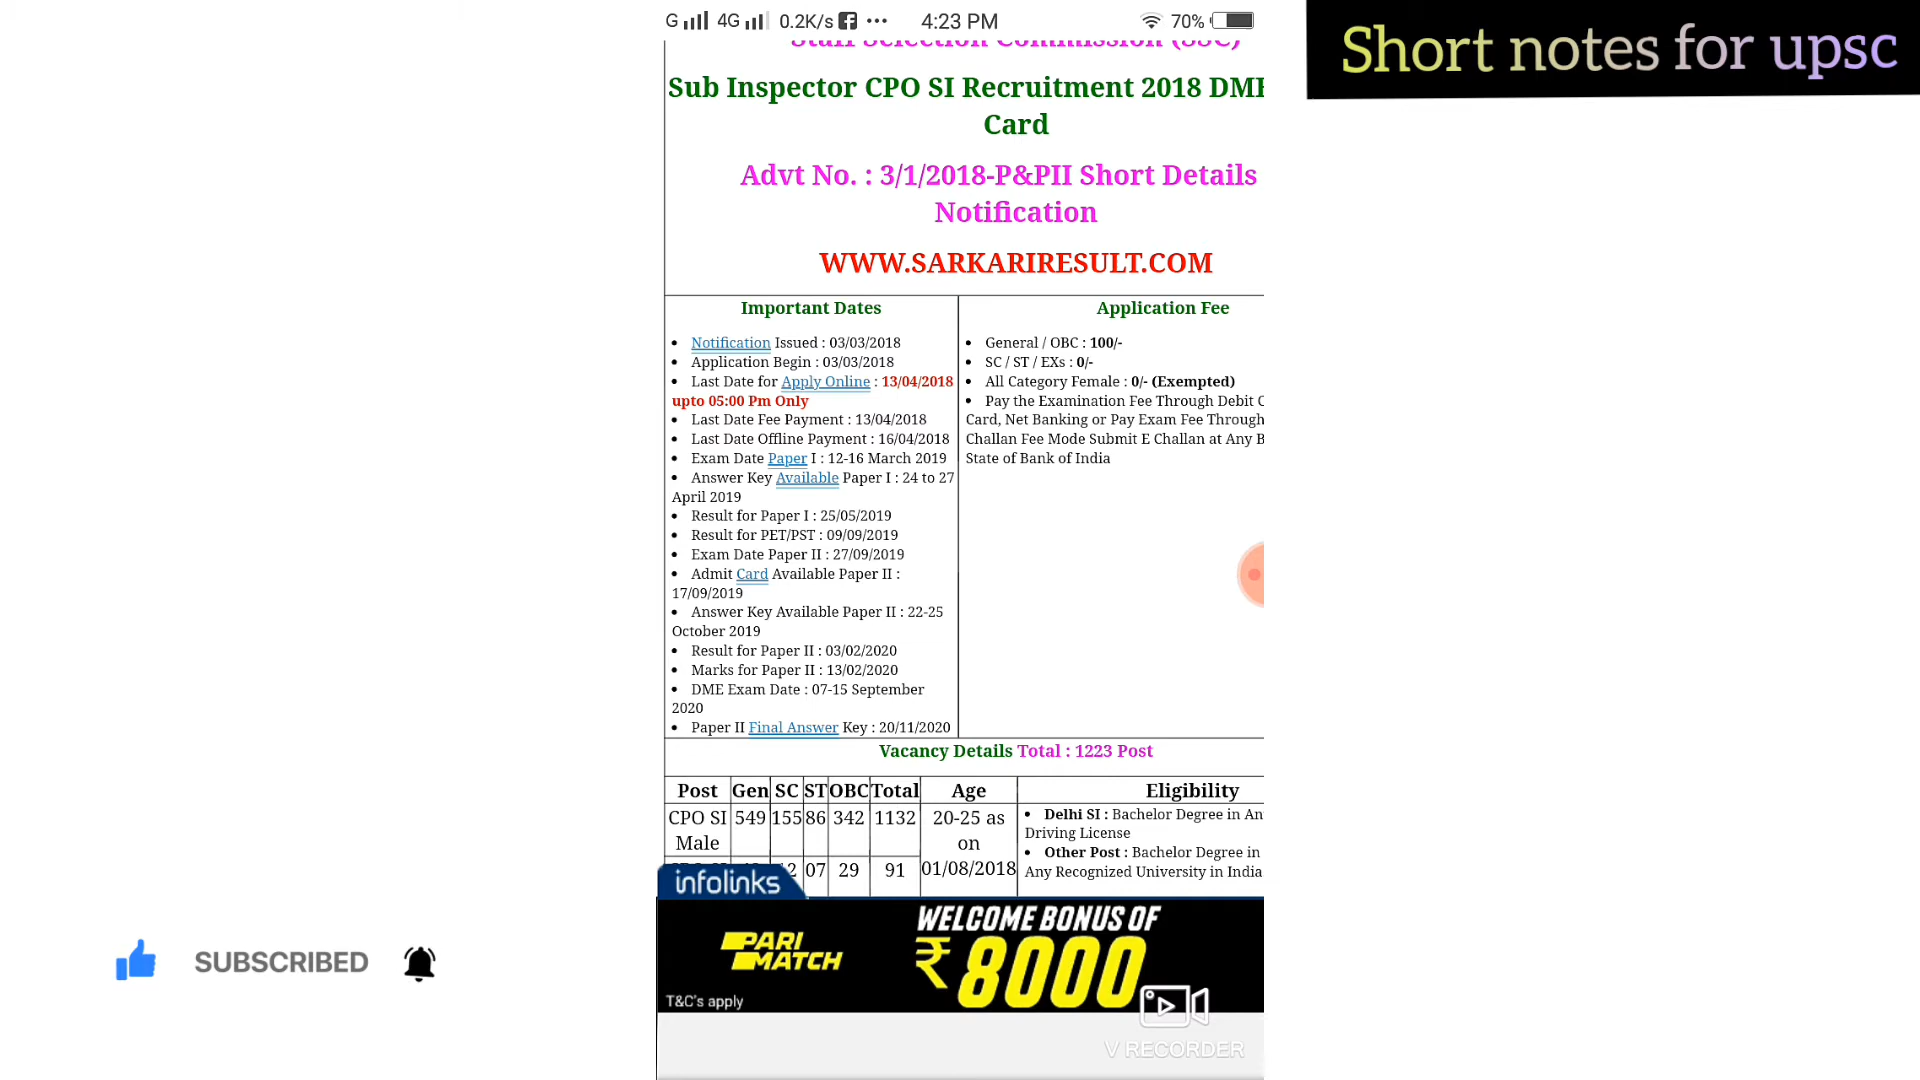 G 4G 0.2K/s ••• 4:23 PM 70%
Short notes for upsc
Staff Selection Commission (SSC)
Sub Inspector CPO SI Recruitment 2018 DME
Card
Advt No. : 3/1/2018-P&PII Short Details
Notification
WWW.SARKARIRESULT.COM
Important Dates
• Notification Issued : 03/03/2018
• Application Begin : 03/03/2018
• Last Date for Apply Online : 13/04/2018
upto 05:00 Pm Only
• Last Date Fee Payment : 13/04/2018
• Last Date Offline Payment : 16/04/2018
• Exam Date Paper I : 12-16 March 2019
• Answer Key Available Paper I : 24 to 27
April 2019
• Result for Paper I : 25/05/2019
• Result for PET/PST : 09/09/2019
• Exam Date Paper II : 27/09/2019
• Admit Card Available Paper II :
17/09/2019
• Answer Key Available Paper II : 22-25
October 2019
• Result for Paper II : 03/02/2020
• Marks for Paper II : 13/02/2020
• DME Exam Date : 07-15 September
2020
• Paper II Final Answer Key : 20/11/2020
Application Fee
• General / OBC : 100/-
• SC / ST / EXs : 0/-
• All Category Female : 0/- (Exempted)
• Pay the Examination Fee Through Debit
Card, Net Banking or Pay Exam Fee Through
Challan Fee Mode Submit E Challan at Any
State of Bank of India
Vacancy Details Total : 1223 Post
Post Gen SC ST OBC Total Age Eligibility
CPO SI Male 549 155 86 342 1132
07 29 91
20-25 as
on
01/08/2018
• Delhi SI : Bachelor Degree in
Driving License
• Other Post : Bachelor Degree in
Any Recognized University in India
infolinks
PARI
MATCH
T&C's apply
WELCOME BONUS OF
₹8000
SUBSCRIBED
V RECORDER